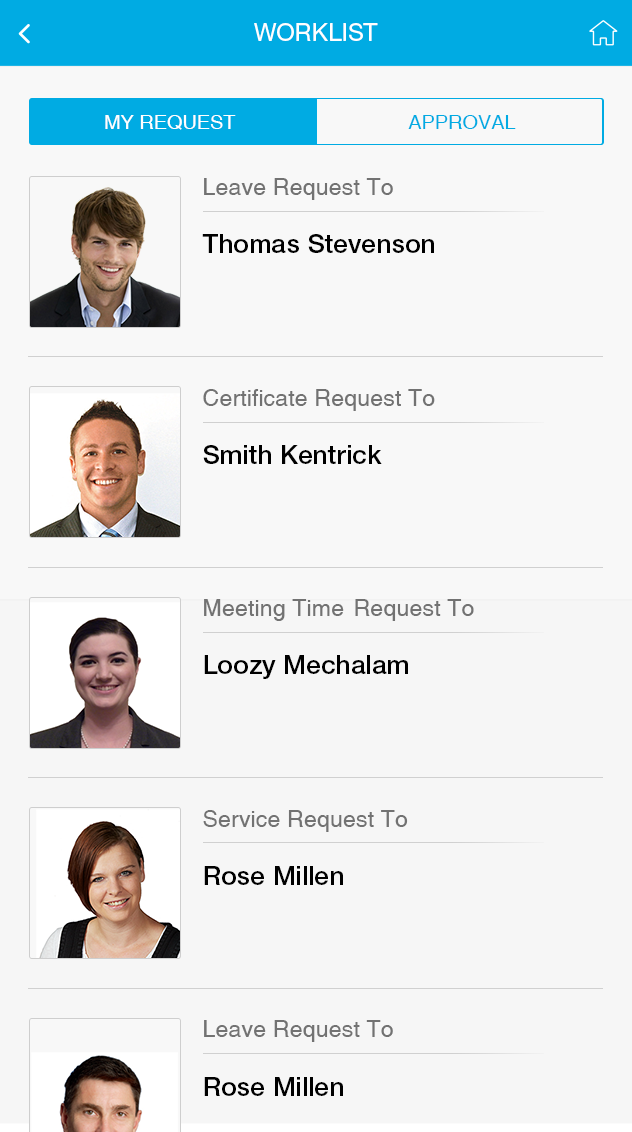 WORKLIST
MY REQUEST
APPROVAL
Leave Request To
Thomas Stevenson
Certificate Request To
Smith Kentrick
Meeting Time Request To
Loozy Mechalam
Service Request To
Rose Millen
Leave Request To
Rose Millen